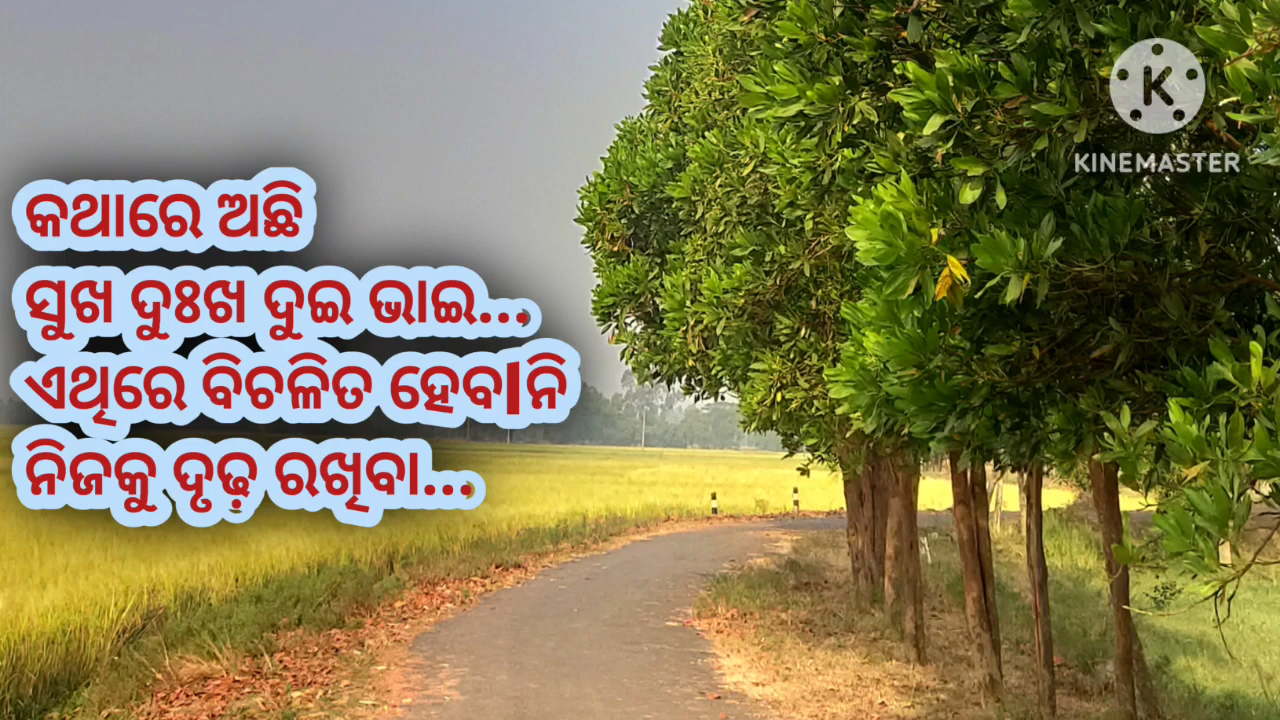 କଥାରେ ଅଛି
ସୁଖ ଦୁଃଖ ଦୁଇ ଭାଇ...
ଏଥିରେ ବିଚଳିତ ହେବ|ନି
ନିଜକୁ ଦୃଢ଼ ରଖିବା...
K
KINEMASTER